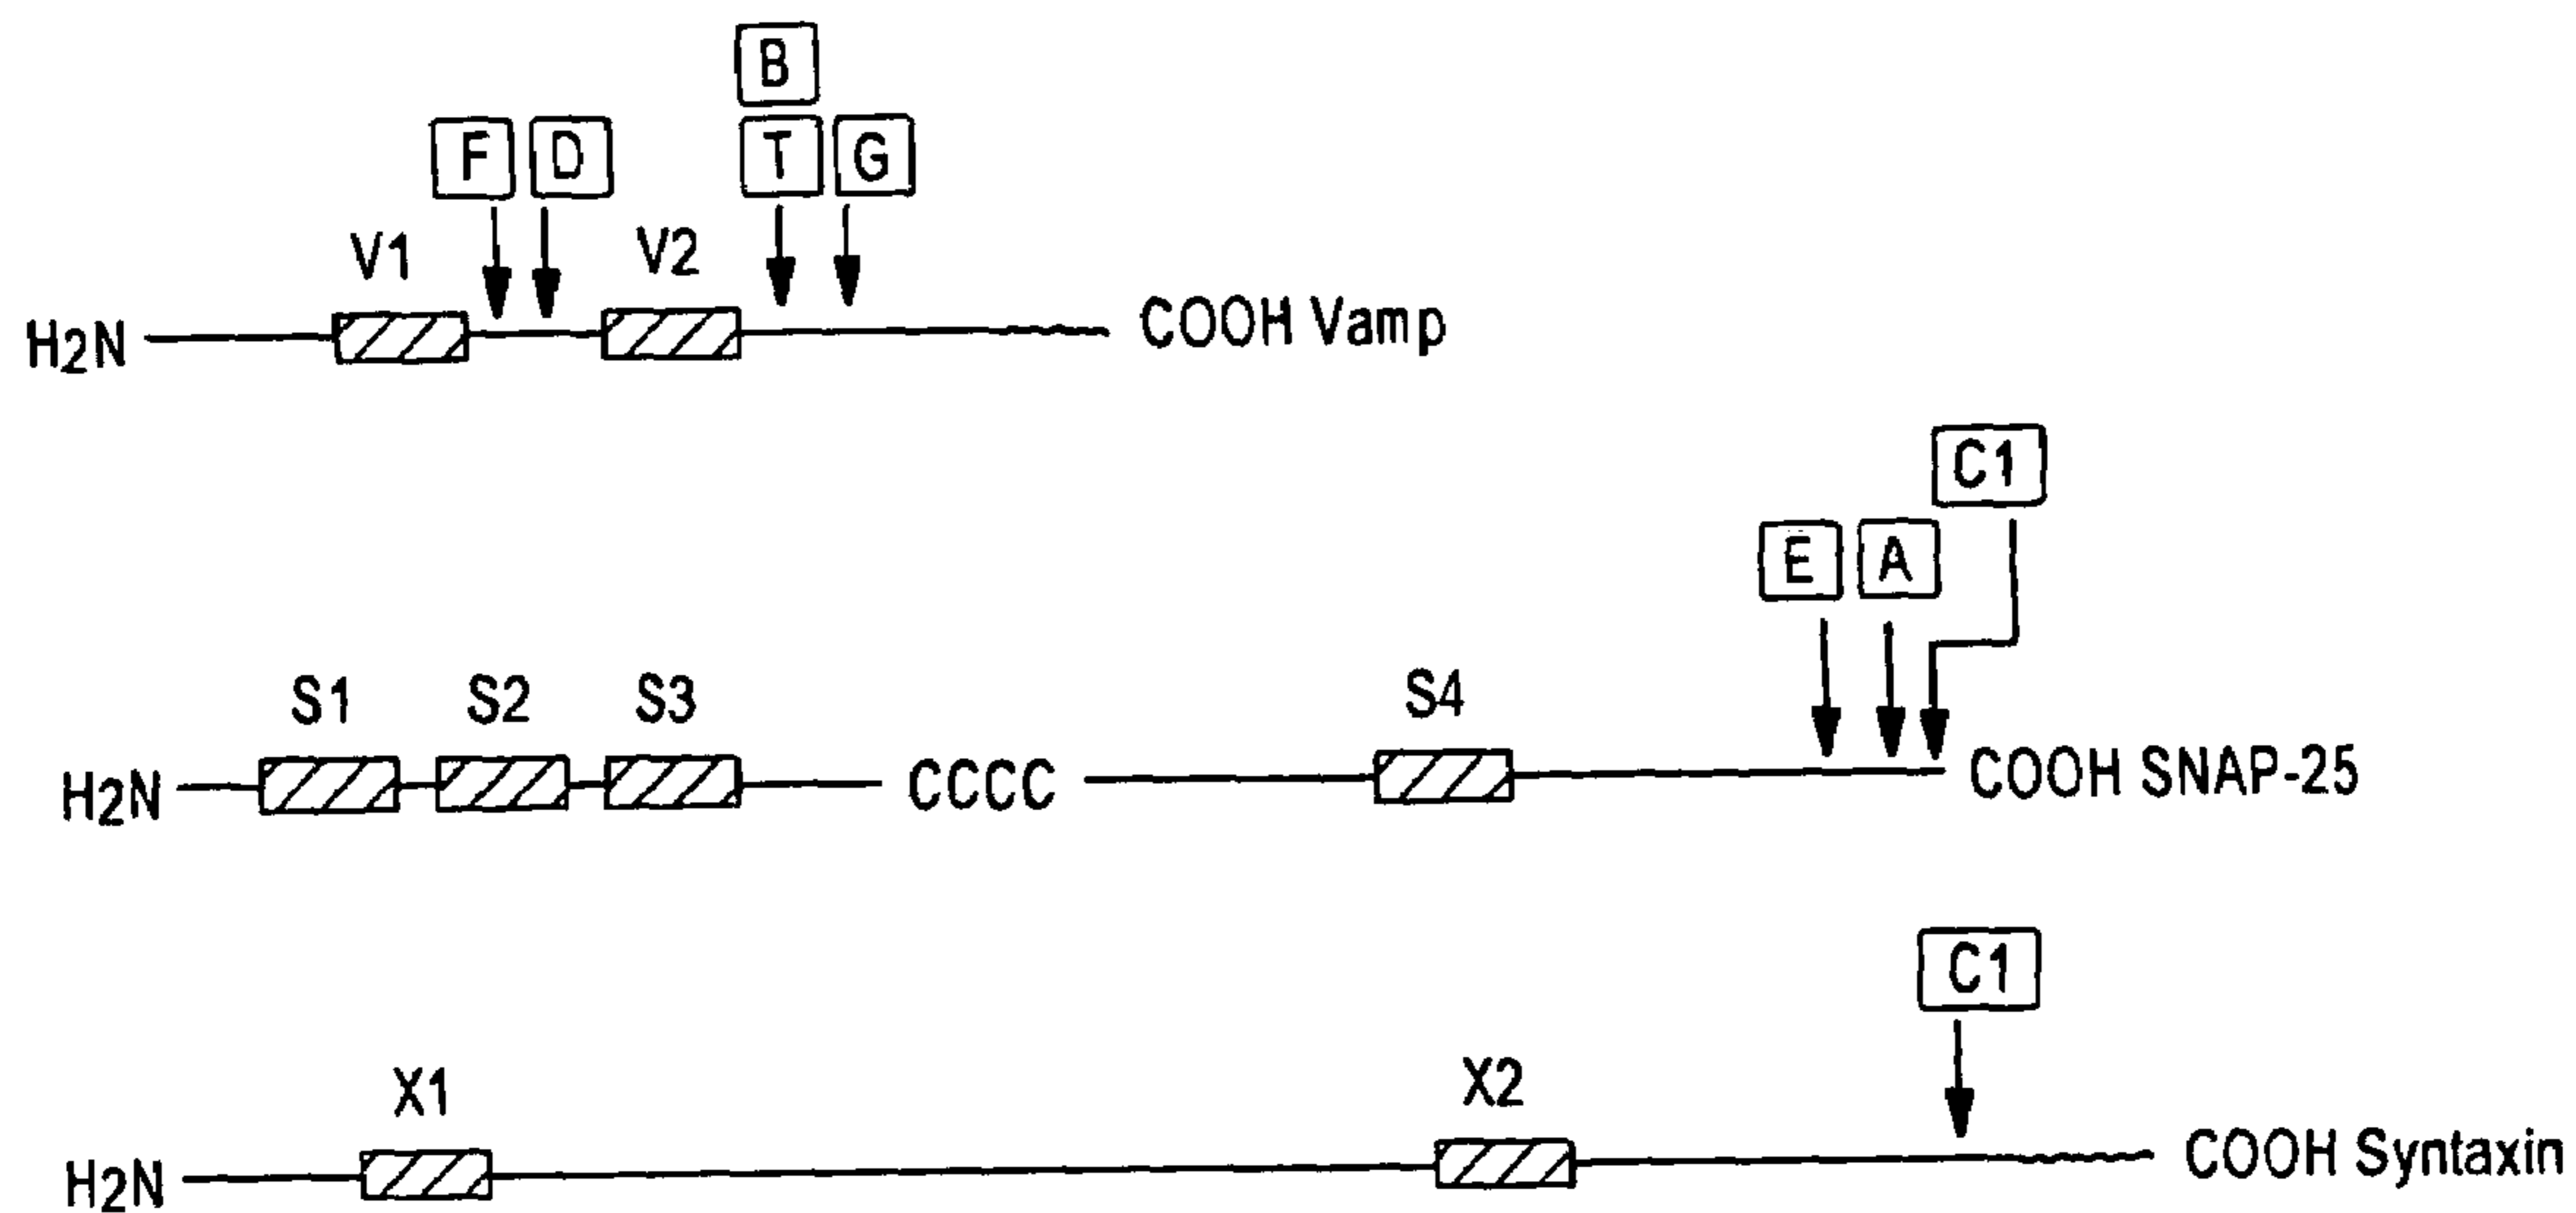 B
F D T G
V1 V2
H2N COOH Vamp
C1
E A
S1 S2 S3 S4
H2N CCCC COOH SNAP-25
C1
X1 X2
H2N COOH Syntaxin